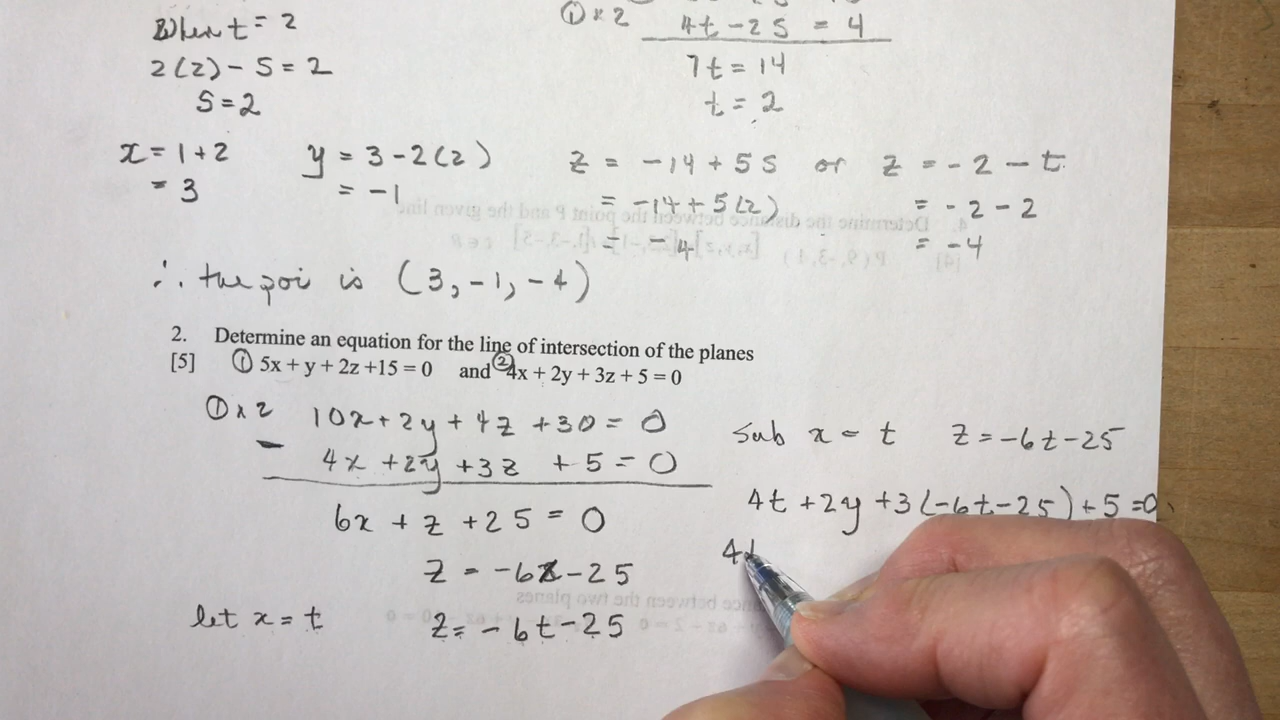 When t = 2
2(2) - s = 2
s = 2
① x 2 4t - 2s = 4
7t = 14
t = 2
x = 1 + 2
= 3
y = 3 - 2(2)
= -1
z = -14 + 5s or z = -2 - t
= -14 + 5(2) = -2 - 2
= -4 = -4
∴ the poi is (3, -1, -4)
2. Determine an equation for the line of intersection of the planes
[5] ① 5x + y + 2z +15 = 0 and ② 4x + 2y + 3z + 5 = 0
① x 2 10x + 2y + 4z + 30 = 0
- 4x + 2y + 3z + 5 = 0
6x + z + 25 = 0
z = -6x - 25
let x = t z = -6t - 25
Sub x = t z = -6t - 25
4t + 2y + 3(-6t - 25) + 5 = 0
4t